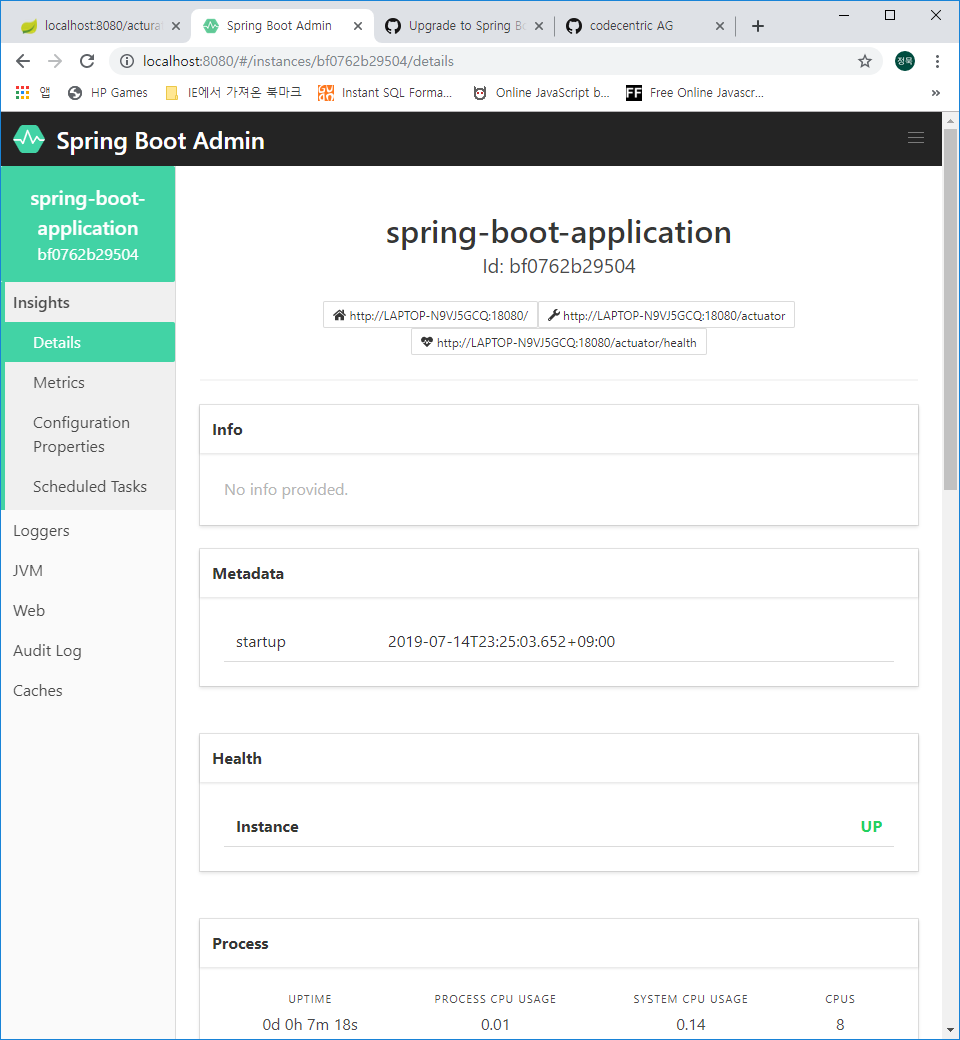 localhost:8080/acturat
Spring Boot Admin
Upgrade to Spring Bo
codecentric AG
localhost:8080/#/instances/bf0762b29504/details
정묵
앱
HP Games
IE에서 가져온 북마크
Instant SQL Forma...
Online JavaScript b...
FF
Free Online Javascr...
»
Spring Boot Admin
spring-boot-
application
bf0762b29504
Insights
Details
Metrics
Configuration
Properties
Scheduled Tasks
Loggers
JVM
Web
Audit Log
Caches
spring-boot-application
Id: bf0762b29504
http://LAPTOP-N9VJ5GCQ:18080/
http://LAPTOP-N9VJ5GCQ:18080/actuator
http://LAPTOP-N9VJ5GCQ:18080/actuator/health
Info
No info provided.
Metadata
startup 2019-07-14T23:25:03.652+09:00
Health
Instance UP
Process
UPTIME PROCESS CPU USAGE SYSTEM CPU USAGE CPUS
0d 0h 7m 18s 0.01 0.14 8